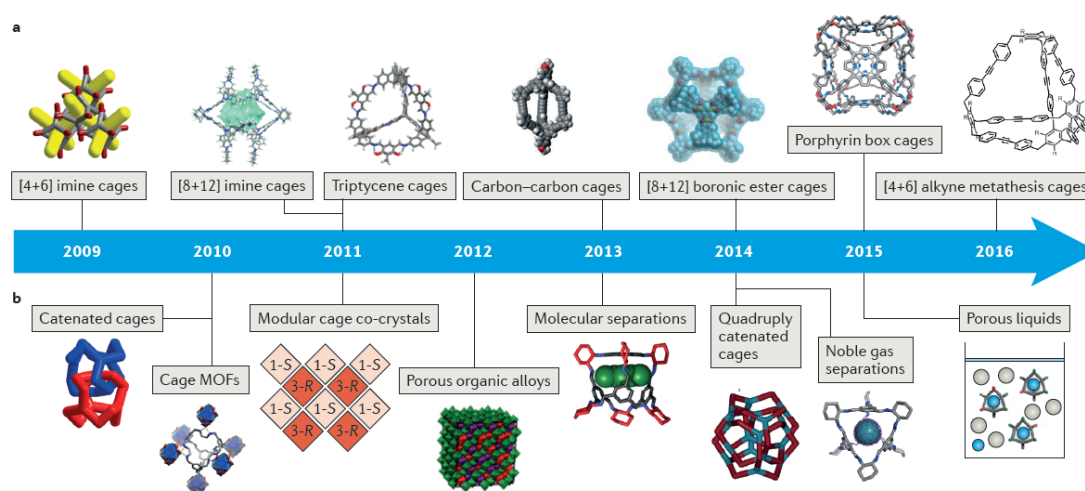 a
[4+6] imine cages
[8+12] imine cages
Triptycene cages
Carbon–carbon cages
[8+12] boronic ester cages
Porphyrin box cages
[4+6] alkyne metathesis cages
R
R
R
R
2009
2010
2011
2012
2013
2014
2015
2016
b
Catenated cages
Cage MOFs
Modular cage co-crystals
1-S 1-S 1-S
3-R 3-R
1-S 1-S 1-S
3-R 3-R
Porous organic alloys
Molecular separations
Quadruply
catenated
cages
Noble gas
separations
Porous liquids